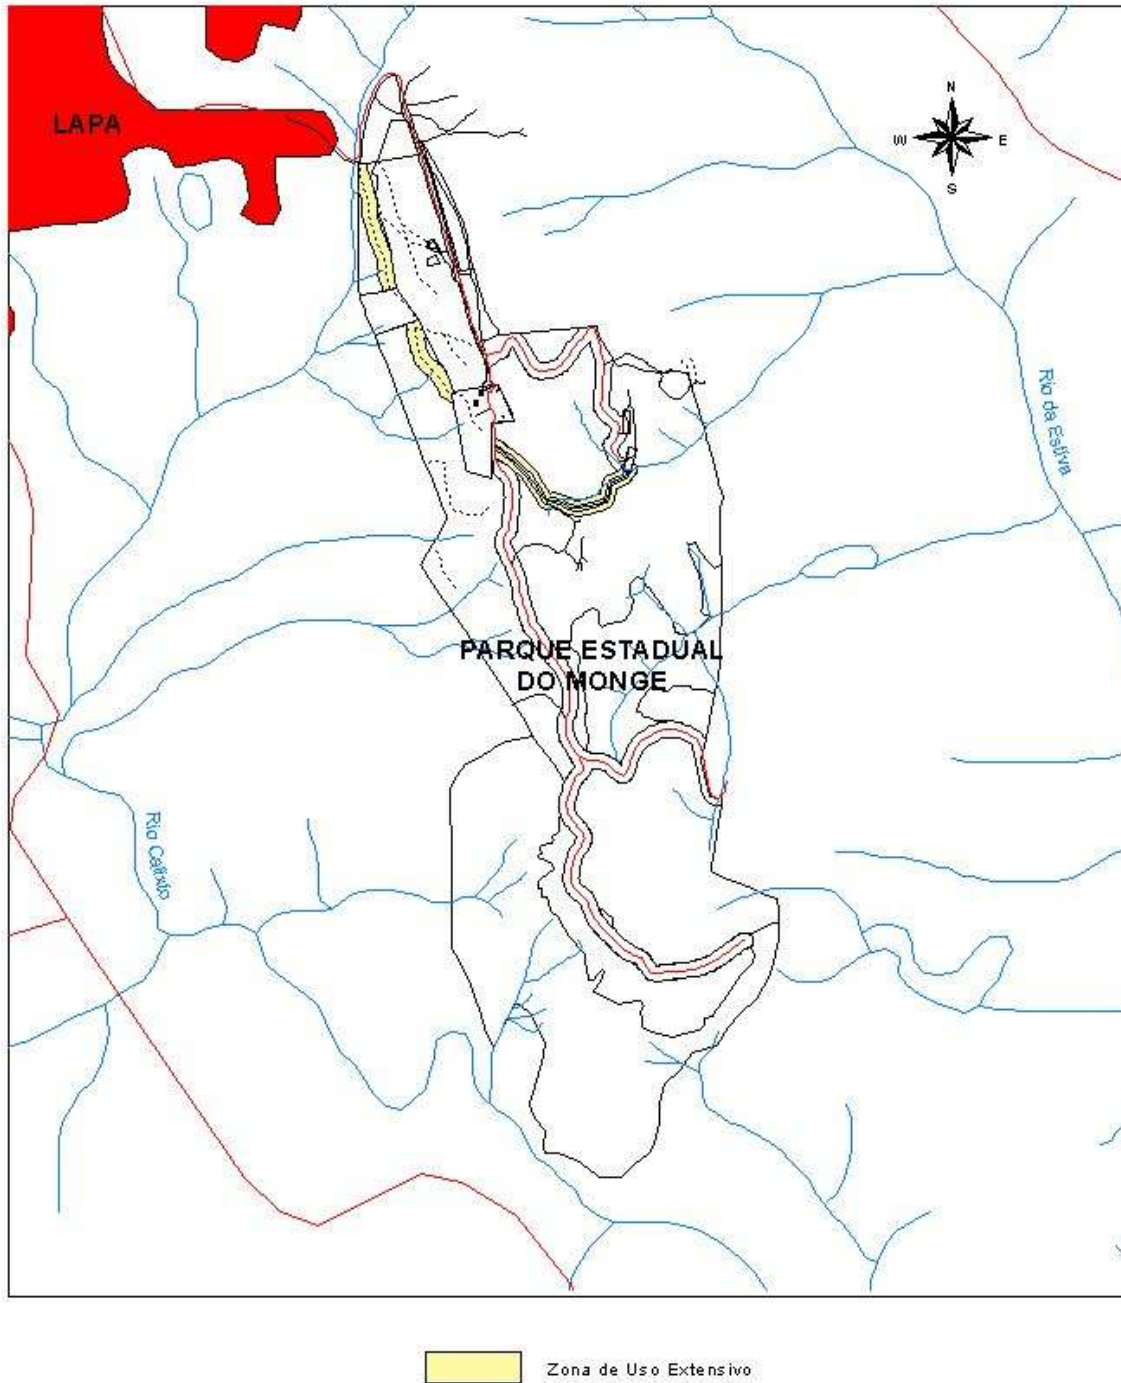 LAPA
N
W E
S
Rio da Estiva
PARQUE ESTADUAL
DO MONGE
Rio Calixto
Zona de Uso Extensivo